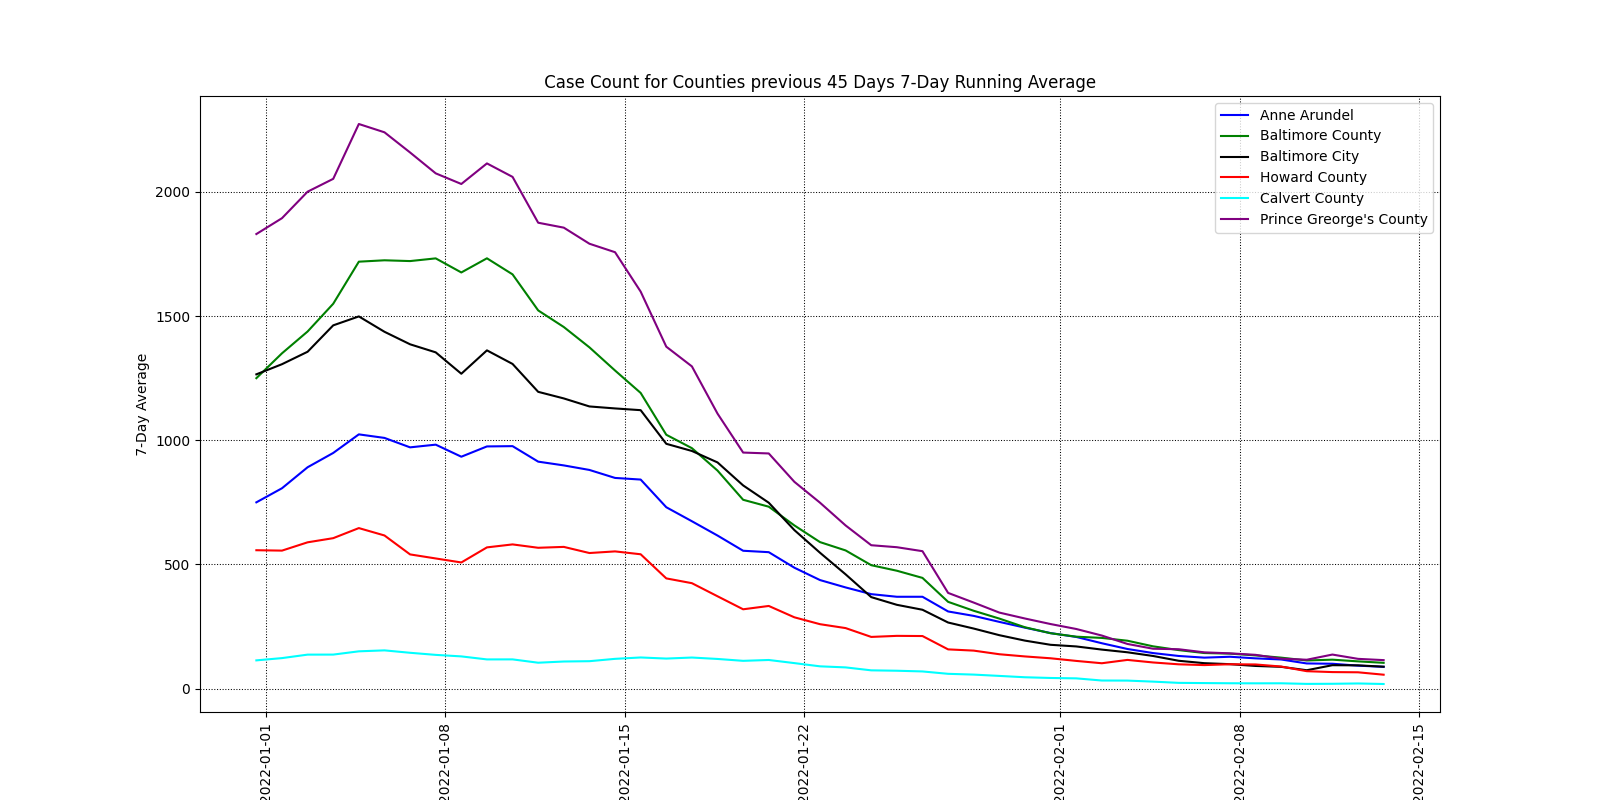 Case Count for Counties previous 45 Days 7-Day Running Average
Anne Arundel
Baltimore County
Baltimore City
Howard County
Calvert County
Prince Greorge's County
7-Day Average
2000
1500
1000
500
0
2022-01-01
2022-01-08
2022-01-15
2022-01-22
2022-02-01
2022-02-08
2022-02-15